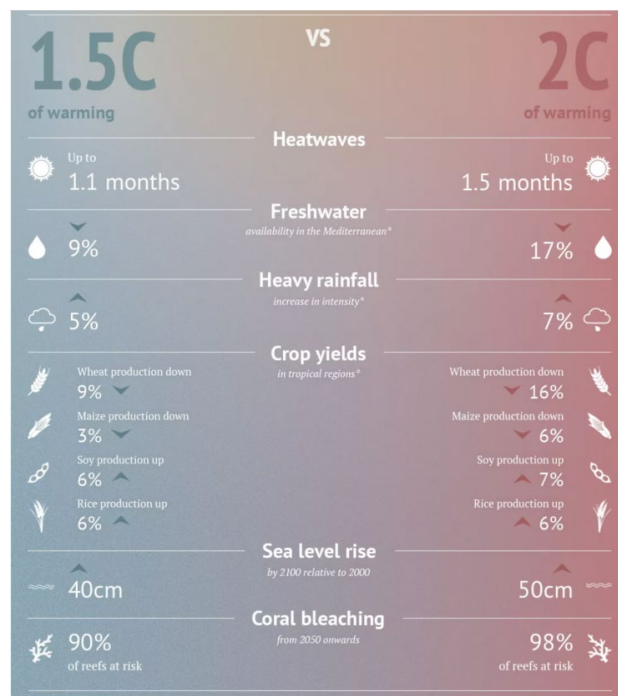 1.5C VS 2C
of warming of warming
Heatwaves
Up to Up to
1.1 months 1.5 months
Freshwater
availability in the Mediterranean*
9% 17%
Heavy rainfall
increase in intensity*
5% 7%
Crop yields
in tropical regions*
Wheat production down Wheat production down
9% 16%
Maize production down Maize production down
3% 6%
Soy production up Soy production up
6% 7%
Rice production up Rice production up
6% 6%
Sea level rise
by 2100 relative to 2000
40cm 50cm
Coral bleaching
from 2050 onwards
90% 98%
of reefs at risk of reefs at risk